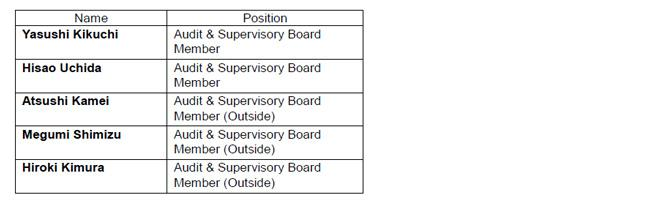 Name Position
Yasushi Kikuchi Audit & Supervisory Board
Member
Hisao Uchida Audit & Supervisory Board
Member
Atsushi Kamei Audit & Supervisory Board
Member (Outside)
Megumi Shimizu Audit & Supervisory Board
Member (Outside)
Hiroki Kimura Audit & Supervisory Board
Member (Outside)